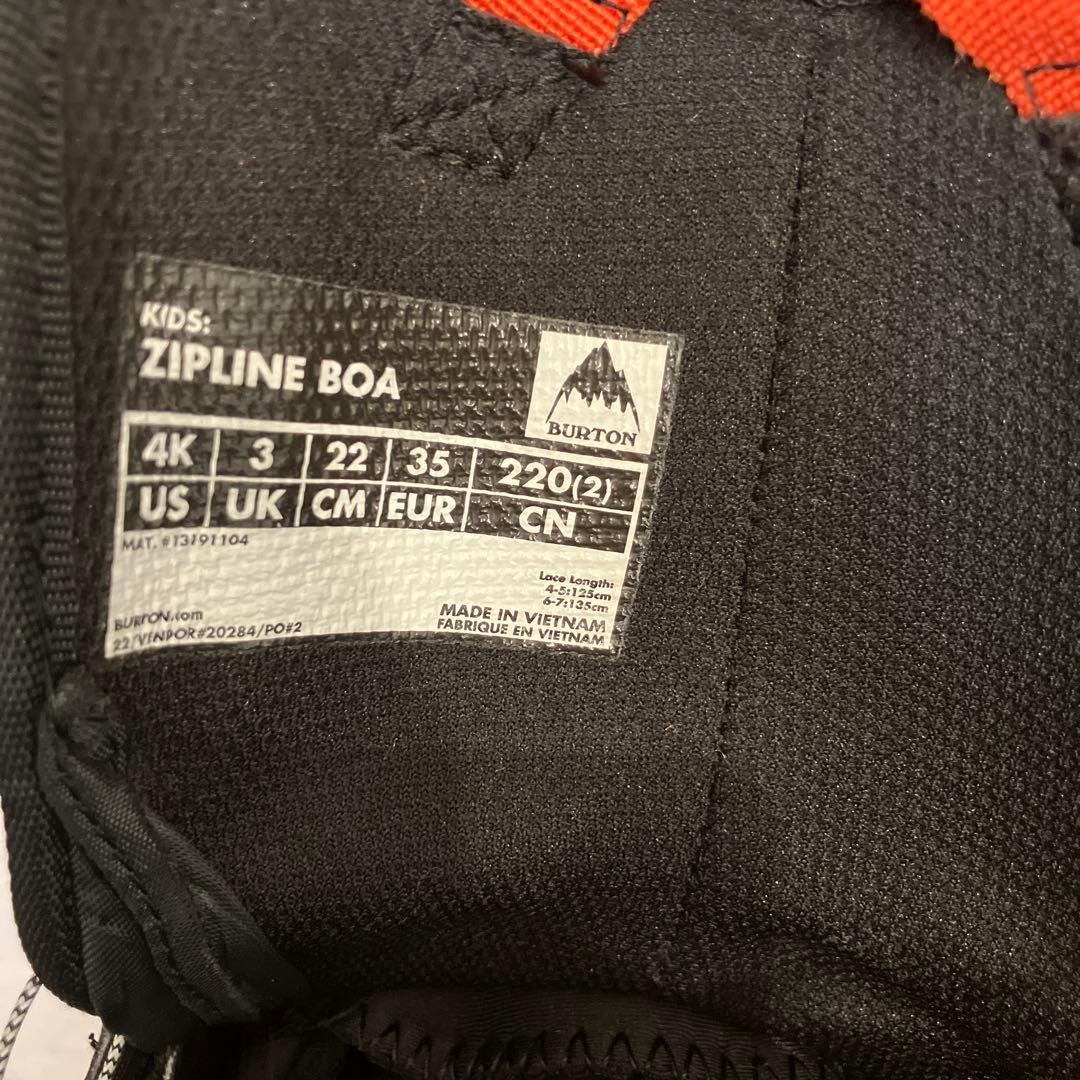 KIDS:
ZIPLINE BOA
BURTON
4K 3 22 35 220(2)
US UK CM EUR CN
MAT. #13191104
Lace Length:
4-5:125cm
6-7:135cm
BURTON.com
MADE IN VIETNAM
22/VENDOR#20284/PO#2
FABRIQUE EN VIETNAM